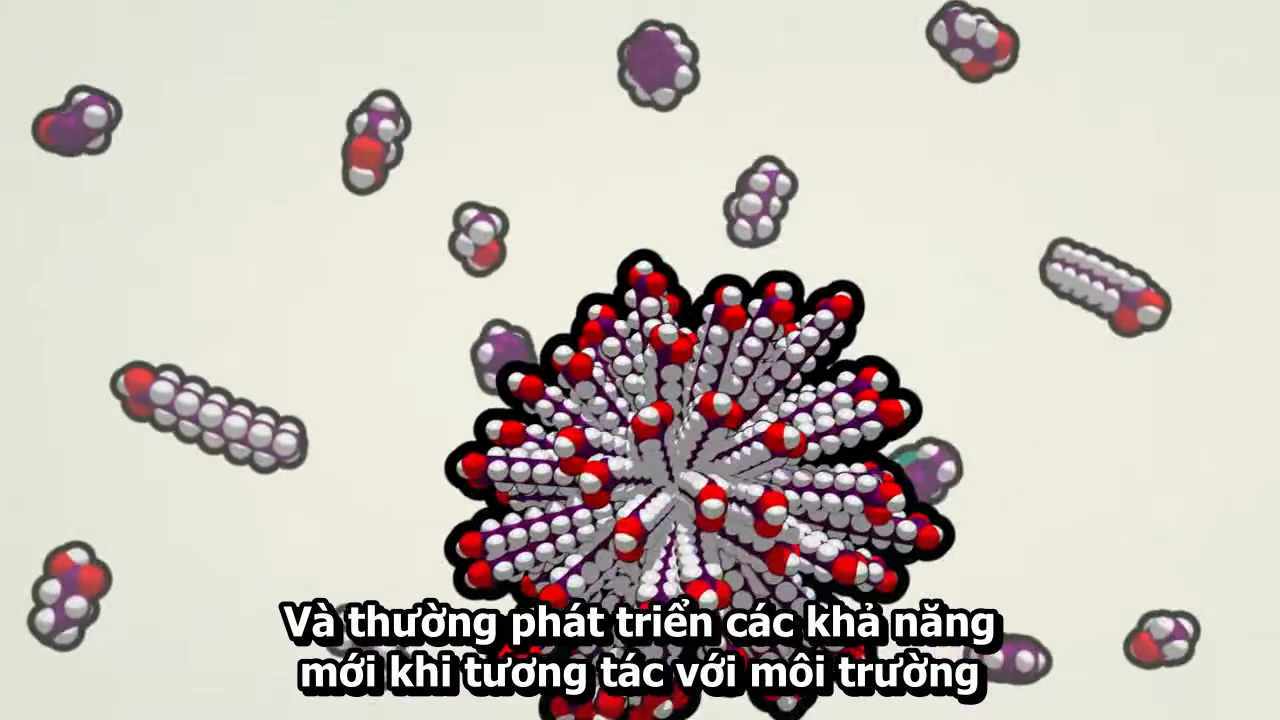 Và thường phát triển các khả năng
mới khi tương tác với môi trường